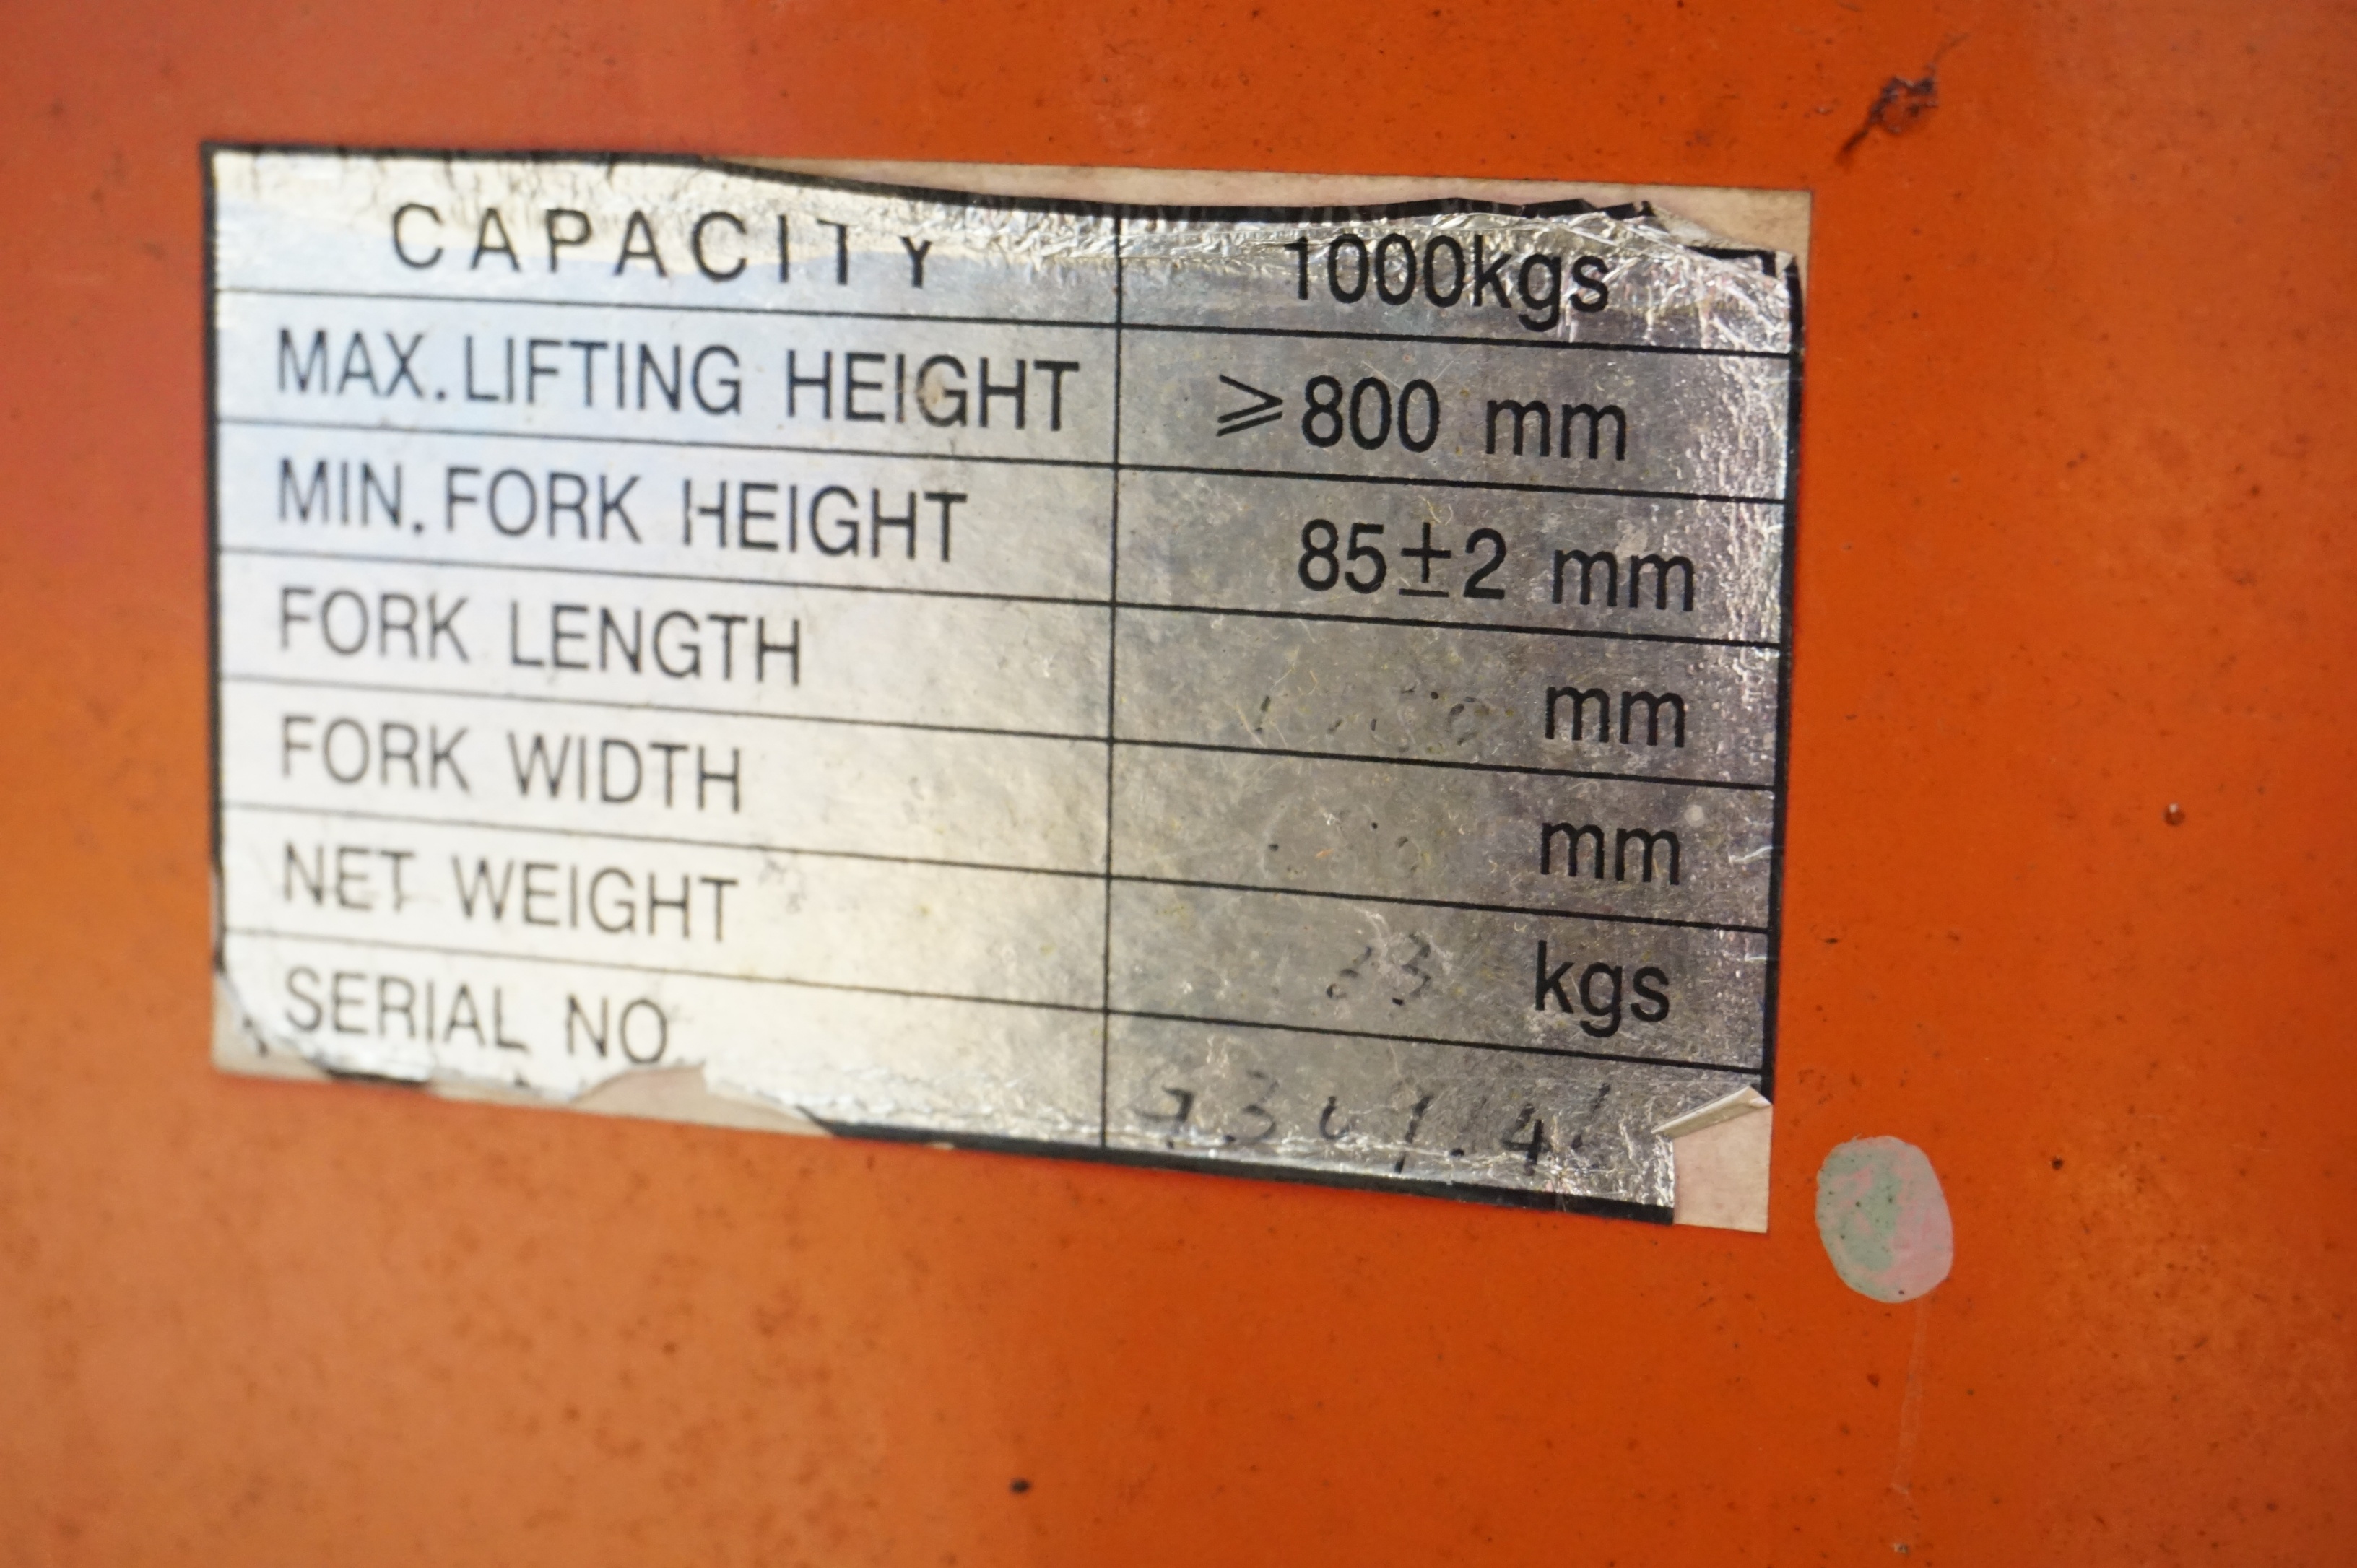 CAPACITY 1000kgs
MAX. LIFTING HEIGHT ⩾800 mm
MIN. FORK HEIGHT 85±2 mm
FORK LENGTH mm
FORK WIDTH mm
NET WEIGHT kgs
SERIAL NO